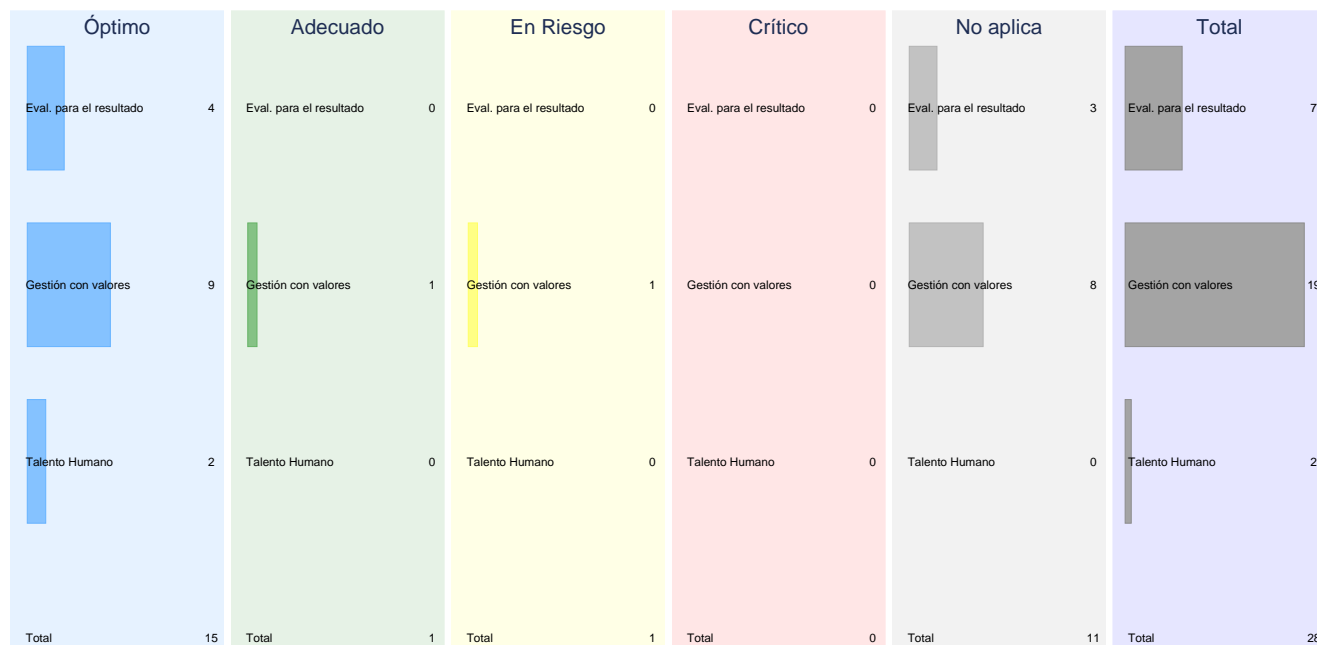 Óptimo Adecuado En Riesgo Crítico No aplica Total
Eval. para el resultado 4 Eval. para el resultado 0 Eval. para el resultado 0 Eval. para el resultado 0 Eval. para el resultado 3 Eval. para el resultado 7
Gestión con valores 9 Gestión con valores 1 Gestión con valores 1 Gestión con valores 0 Gestión con valores 8 Gestión con valores 19
Talento Humano 2 Talento Humano 0 Talento Humano 0 Talento Humano 0 Talento Humano 0 Talento Humano 2
Total 15 Total 1 Total 1 Total 0 Total 11 Total 28